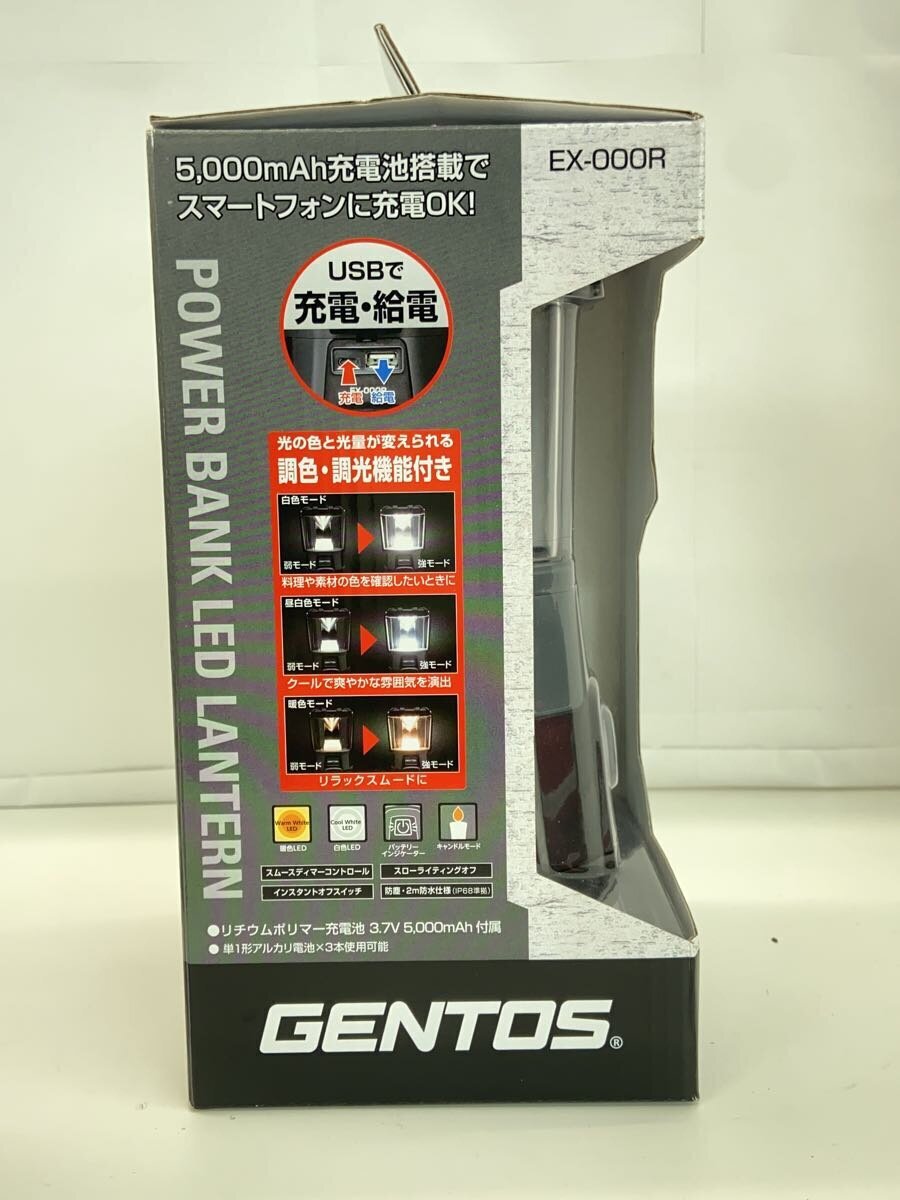 5,000mAh充電池搭載で
スマートフォンに充電OK!
EX-000R
POWER BANK LED LANTERN
USBで
充電・給電
EX-000R
充電 給電
光の色と光量が変えられる
調色・調光機能付き
白色モード
弱モード 強モード
料理や素材の色を確認したいときに
昼白色モード
弱モード 強モード
クールで爽やかな雰囲気を演出
暖色モード
弱モード 強モード
リラックスムードに
Warm White
LED
Cool White
LED
暖色LED
白色LED
バッテリー
インジケーター
キャンドルモード
スムースディマーコントロール
スローライティングオフ
インスタントオフスイッチ
防塵・2m防水仕様(IP68準拠)
●リチウムポリマー充電池 3.7V 5,000mAh 付属
●単1形アルカリ電池×3本使用可能
GENTOS®